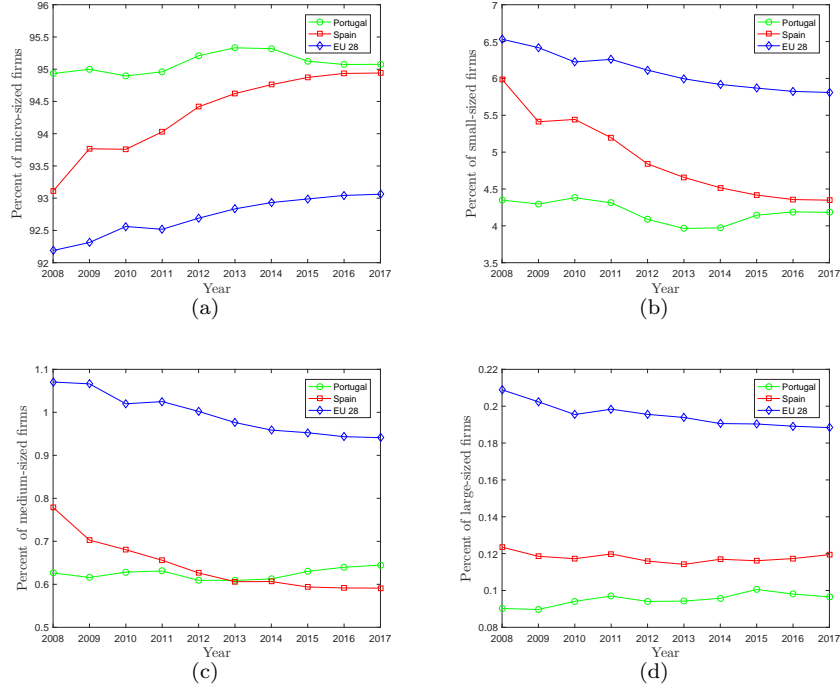 96
95.5
95
94.5
94
93.5
93
92.5
92
Percent of micro-sized firms
2008 2009 2010 2011 2012 2013 2014 2015 2016 2017
Year
Portugal
Spain
EU 28
(a)
7
6.5
6
5.5
5
4.5
4
3.5
Percent of small-sized firms
2008 2009 2010 2011 2012 2013 2014 2015 2016 2017
Year
Portugal
Spain
EU 28
(b)
1.1
1
0.9
0.8
0.7
0.6
0.5
Percent of medium-sized firms
2008 2009 2010 2011 2012 2013 2014 2015 2016 2017
Year
Portugal
Spain
EU 28
(c)
0.22
0.2
0.18
0.16
0.14
0.12
0.1
0.08
Percent of large-sized firms
2008 2009 2010 2011 2012 2013 2014 2015 2016 2017
Year
Portugal
Spain
EU 28
(d)